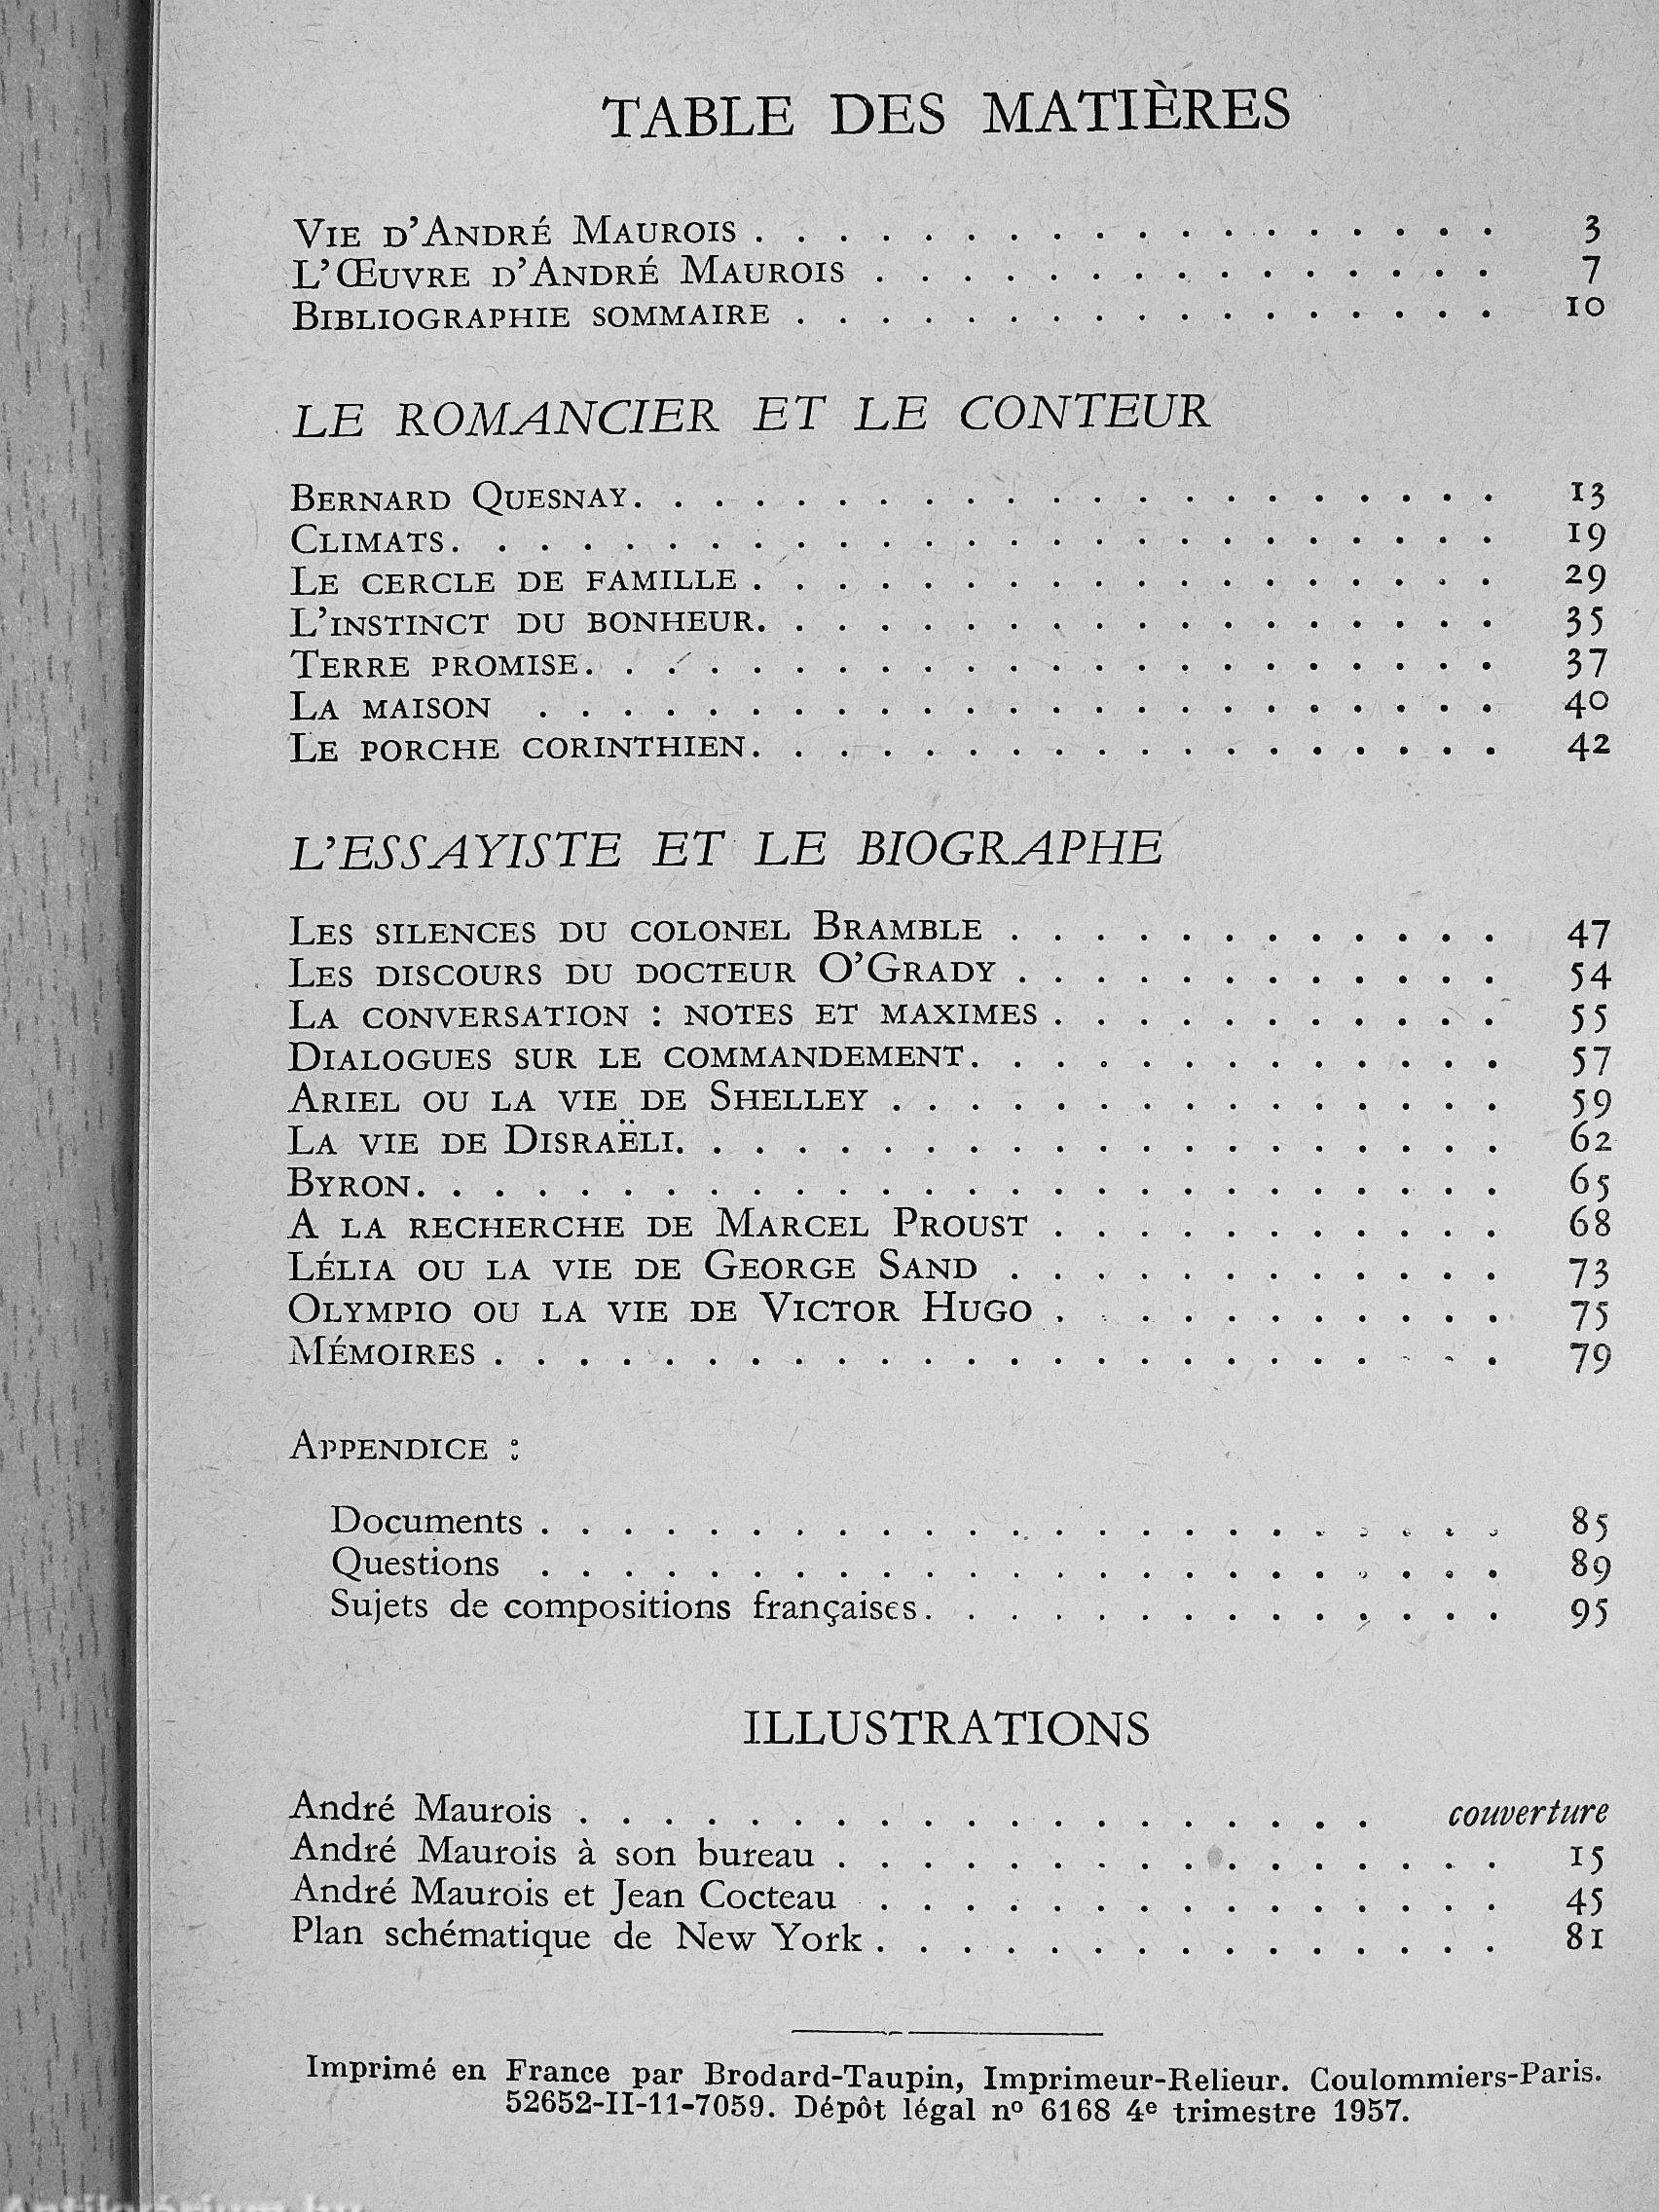 TABLE DES MATIÈRES
Vie d'André Maurois . . . . . . . . . . . . . . . . . . 3
L'Œuvre d'André Maurois . . . . . . . . . . . . . . . 7
Bibliographie sommaire . . . . . . . . . . . . . . . . . 10
LE ROMANCIER ET LE CONTEUR
Bernard Quesnay. . . . . . . . . . . . . . . . . . . . . 13
Climats. . . . . . . . . . . . . . . . . . . . . . . . . 19
Le cercle de famille . . . . . . . . . . . . . . . . . . 29
L'instinct du bonheur. . . . . . . . . . . . . . . . . . 35
Terre promise. . . . . . . . . . . . . . . . . . . . . . 37
La maison . . . . . . . . . . . . . . . . . . . . . . . 40
Le porche corinthien. . . . . . . . . . . . . . . . . . 42
L'ESSAYISTE ET LE BIOGRAPHE
Les silences du colonel Bramble . . . . . . . . . . . . 47
Les discours du docteur O'Grady . . . . . . . . . . . . 54
La conversation : notes et maximes . . . . . . . . . . . 55
Dialogues sur le commandement. . . . . . . . . . . . . 57
Ariel ou la vie de Shelley . . . . . . . . . . . . . . . 59
La vie de Disraëli. . . . . . . . . . . . . . . . . . . . 62
Byron. . . . . . . . . . . . . . . . . . . . . . . . . . 65
A la recherche de Marcel Proust . . . . . . . . . . . 68
Lélia ou la vie de George Sand . . . . . . . . . . . . 73
Olympio ou la vie de Victor Hugo . . . . . . . . . . . 75
Mémoires . . . . . . . . . . . . . . . . . . . . . . . . 79
Appendice :
Documents . . . . . . . . . . . . . . . . . . . . . . . 85
Questions . . . . . . . . . . . . . . . . . . . . . . . 89
Sujets de compositions françaises. . . . . . . . . . . . . . 95
ILLUSTRATIONS
André Maurois . . . . . . . . . . . . . . . . . . . couverture
André Maurois à son bureau . . . . . . . . . . . . . . . . 15
André Maurois et Jean Cocteau . . . . . . . . . . . . . . . 45
Plan schématique de New York . . . . . . . . . . . . . . . 81
Imprimé en France par Brodard-Taupin, Imprimeur-Relieur. Coulommiers-Paris.
52652-II-11-7059. Dépôt légal nº 6168 4e trimestre 1957.